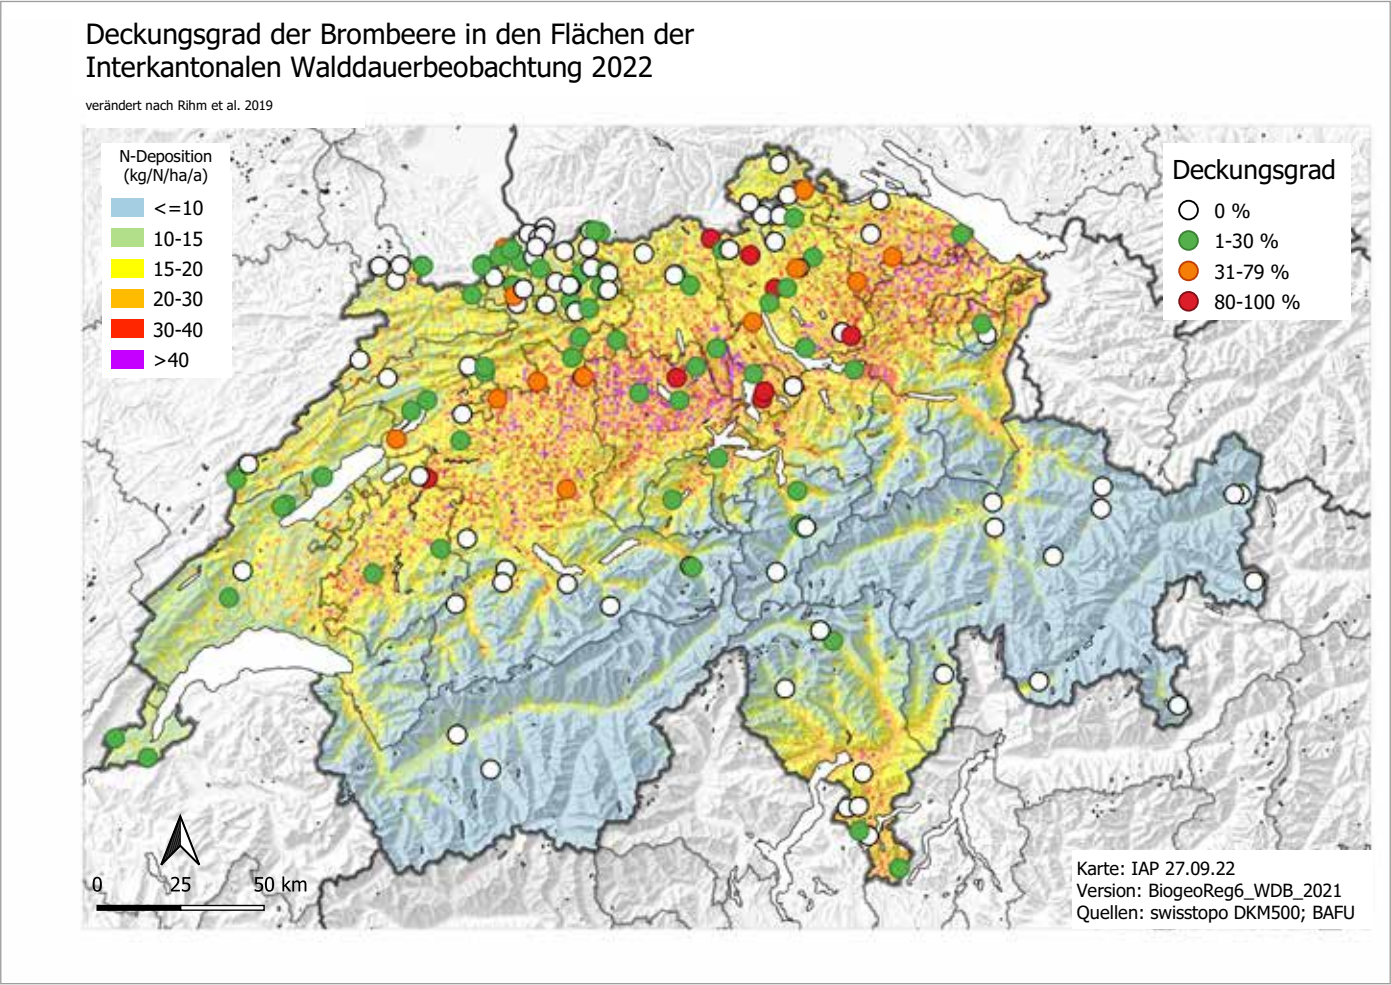 Deckungsgrad der Brombeere in den Flächen der
Interkantonalen Walddauerbeobachtung 2022
verändert nach Rihm et al. 2019
N-Deposition
(kg/N/ha/a)
<=10
10-15
15-20
20-30
30-40
>40
Deckungsgrad
0 %
1-30 %
31-79 %
80-100 %
0 25 50 km
Karte: IAP 27.09.22
Version: BiogeoReg6_WDB_2021
Quellen: swisstopo DKM500; BAFU